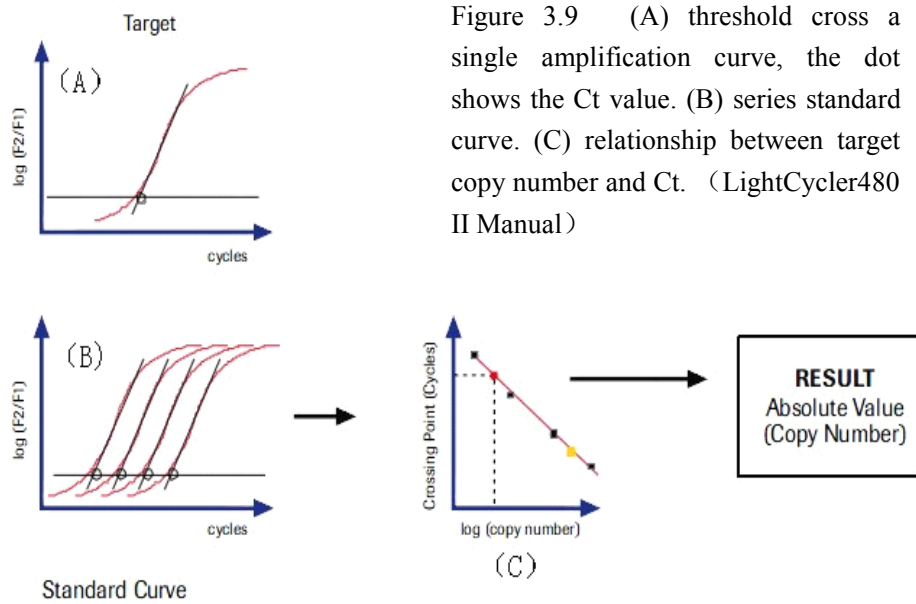 Target
(A)
log (F2/F1)
cycles
Figure 3.9 (A) threshold cross a
single amplification curve, the dot
shows the Ct value. (B) series standard
curve. (C) relationship between target
copy number and Ct. （LightCycler480
II Manual）
(B)
log (F2/F1)
cycles
Standard Curve
Crossing Point (Cycles)
log (copy number)
(C)
RESULT
Absolute Value
(Copy Number)